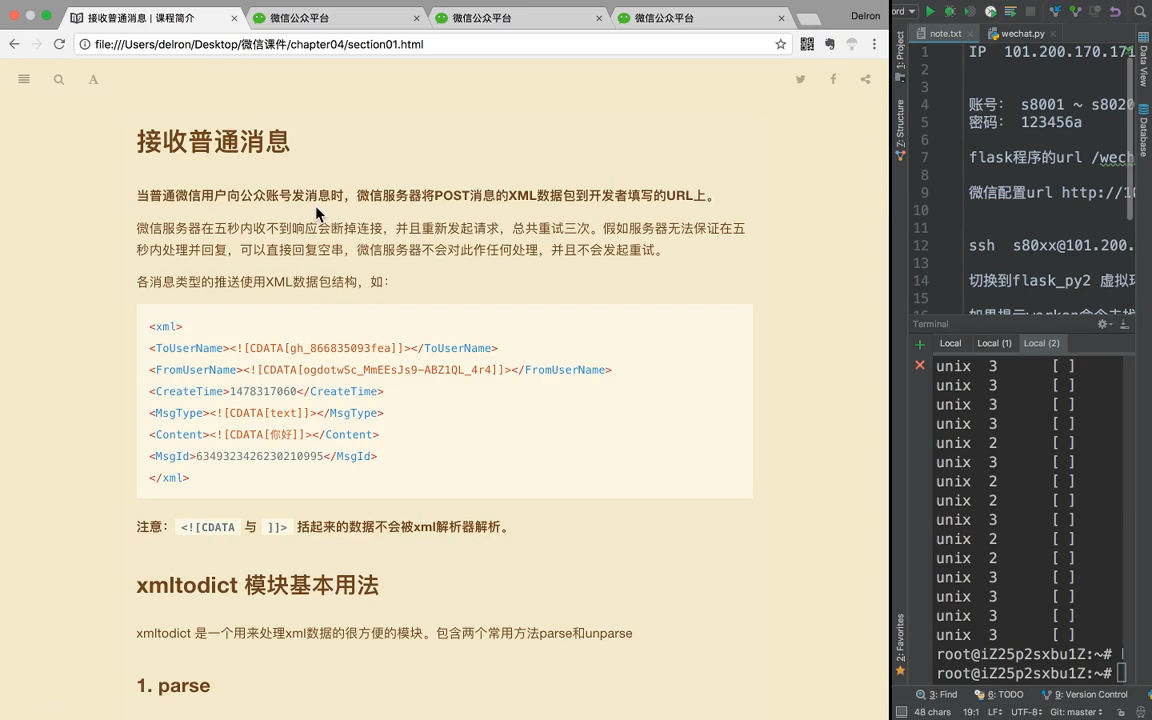 接收普通消息 | 课程简介
微信公众平台
微信公众平台
微信公众平台
Delron
file:///Users/delron/Desktop/微信课件/chapter04/section01.html
接收普通消息
当普通微信用户向公众账号发消息时，微信服务器将POST消息的XML数据包到开发者填写的URL上。
微信服务器在五秒内收不到响应会断掉连接，并且重新发起请求，总共重试三次。假如服务器无法保证在五
秒内处理并回复，可以直接回复空串，微信服务器不会对此作任何处理，并且不会发起重试。
各消息类型的推送使用XML数据包结构，如：
<xml>
<ToUserName><![CDATA[gh_866835093fea]]></ToUserName>
<FromUserName><![CDATA[ogdotwSc_MmEEsJs9-ABZ1QL_4r4]]></FromUserName>
<CreateTime>1478317060</CreateTime>
<MsgType><![CDATA[text]]></MsgType>
<Content><![CDATA[你好]]></Content>
<MsgId>6349323426230210995</MsgId>
</xml>
注意： <![CDATA 与 ]]> 括起来的数据不会被xml解析器解析。
xmltodict 模块基本用法
xmltodict 是一个用来处理xml数据的很方便的模块。包含两个常用方法parse和unparse
1. parse
ord
note.txt
wechat.py
1: Project
7: Structure
2: Favorites
Data View
Database
1 IP 101.200.170.171
2
3
4 账号： s8001 ~ s8020
5 密码： 123456a
6
7 flask程序的url /wech
8
9 微信配置url http://10
10
11
12 ssh s80xx@101.200.
13
14 切换到flask_py2 虚拟环
15
Terminal
Local
Local (1)
Local (2)
unix 3 [ ]
unix 3 [ ]
unix 3 [ ]
unix 3 [ ]
unix 2 [ ]
unix 3 [ ]
unix 2 [ ]
unix 2 [ ]
unix 3 [ ]
unix 2 [ ]
unix 2 [ ]
unix 3 [ ]
unix 3 [ ]
unix 3 [ ]
unix 3 [ ]
root@iZ25p2sxbu1Z:~#
root@iZ25p2sxbu1Z:~#
3: Find
6: TODO
9: Version Control
48 chars 19:1 LF÷ UTF-8÷ Git: master÷